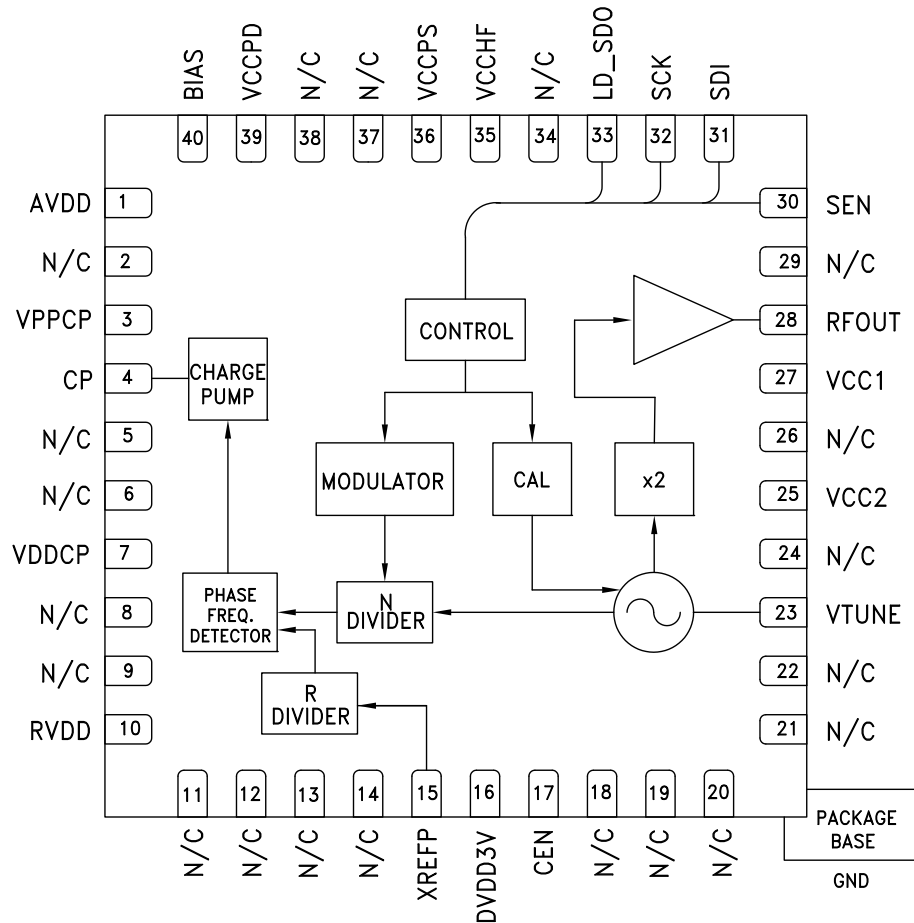 BIAS
VCCPD
N/C
N/C
VCCPS
VCCHF
N/C
LD_SDO
SCK
SDI
40
39
38
37
36
35
34
33
32
31
AVDD
1
30
SEN
N/C
2
29
N/C
VPPCP
3
CONTROL
28
RFOUT
CP
4
CHARGE
PUMP
27
VCC1
N/C
5
26
N/C
N/C
6
MODULATOR
CAL
x2
25
VCC2
VDDCP
7
24
N/C
N/C
8
PHASE
FREQ.
DETECTOR
N
DIVIDER
23
VTUNE
N/C
9
22
N/C
RVDD
10
R
DIVIDER
21
N/C
11
12
13
14
15
16
17
18
19
20
N/C
N/C
N/C
N/C
XREFP
DVDD3V
CEN
N/C
N/C
N/C
PACKAGE
BASE
GND